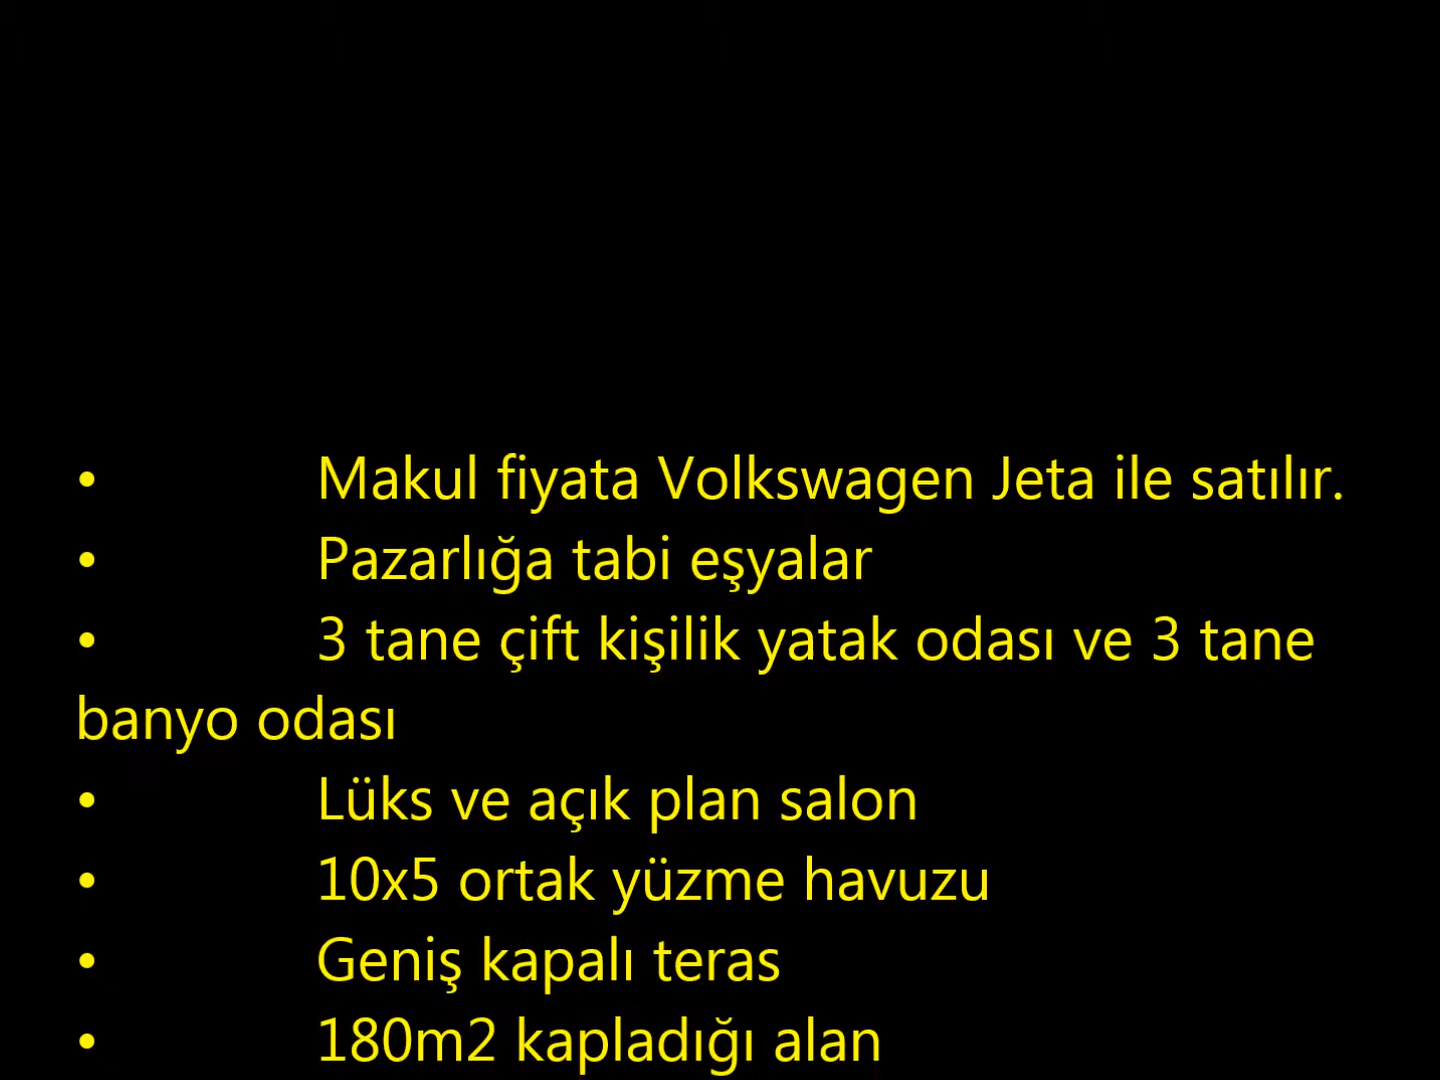 • Makul fiyata Volkswagen Jeta ile satılır.
• Pazarlığa tabi eşyalar
• 3 tane çift kişilik yatak odası ve 3 tane
banyo odası
• Lüks ve açık plan salon
• 10x5 ortak yüzme havuzu
• Geniş kapalı teras
• 180m2 kapladığı alan